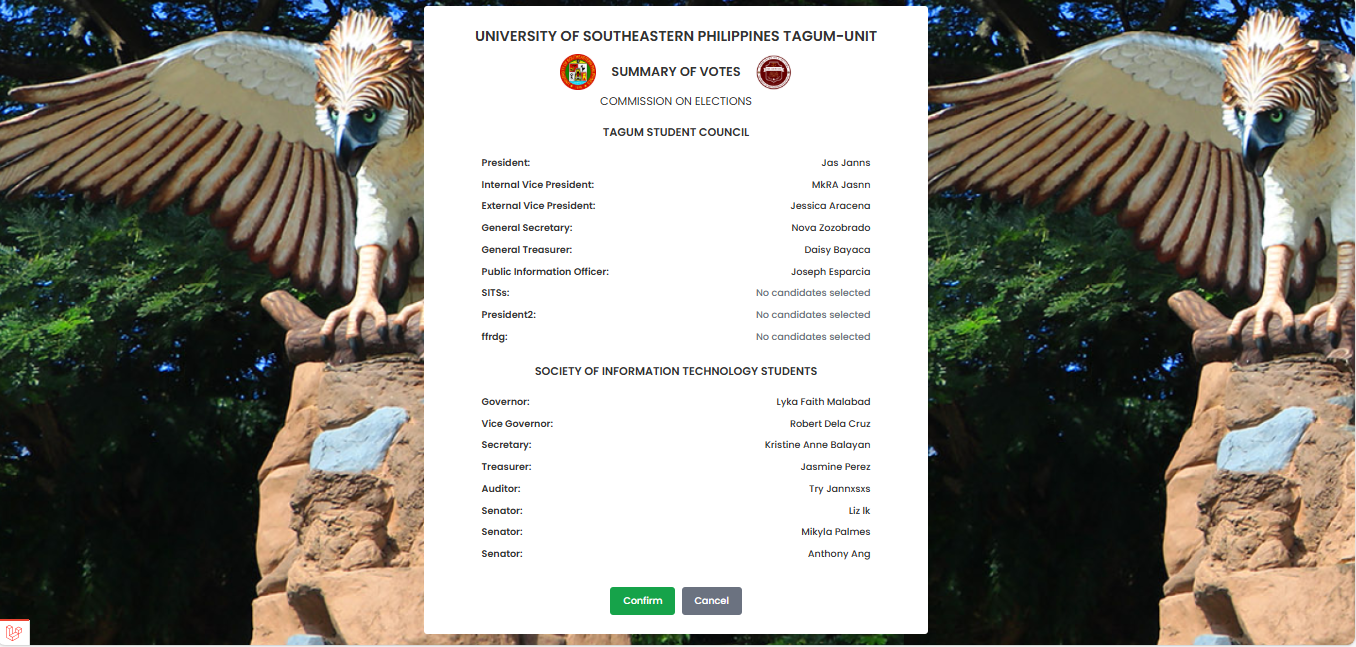 UNIVERSITY OF SOUTHEASTERN PHILIPPINES TAGUM-UNIT
SUMMARY OF VOTES
COMMISSION ON ELECTIONS
TAGUM STUDENT COUNCIL
President: Jas Janns
Internal Vice President: MkRA Jasnn
External Vice President: Jessica Aracena
General Secretary: Nova Zozobrado
General Treasurer: Daisy Bayaca
Public Information Officer: Joseph Esparcia
SITSs: No candidates selected
President2: No candidates selected
ffrdg: No candidates selected
SOCIETY OF INFORMATION TECHNOLOGY STUDENTS
Governor: Lyka Faith Malabad
Vice Governor: Robert Dela Cruz
Secretary: Kristine Anne Balayan
Treasurer: Jasmine Perez
Auditor: Try Jannxsxs
Senator: Liz lk
Senator: Mikyla Palmes
Senator: Anthony Ang
Confirm Cancel